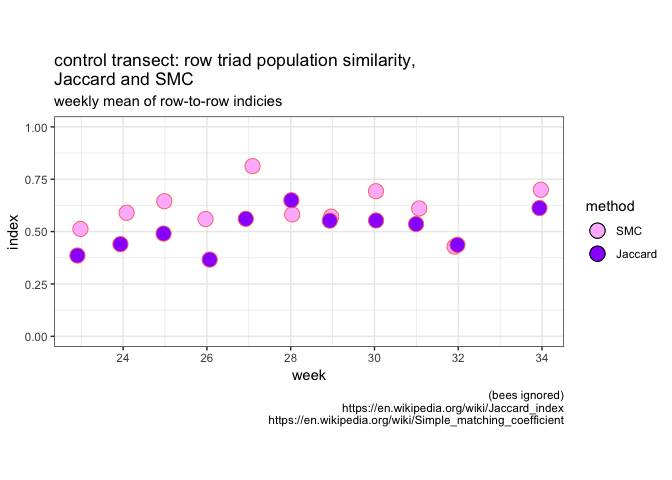 control transect: row triad population similarity,
Jaccard and SMC
weekly mean of row-to-row indicies
1.00
0.75
0.50
0.25
0.00
index
24 26 28 30 32 34
week
method
SMC
Jaccard
(bees ignored)
https://en.wikipedia.org/wiki/Jaccard_index
https://en.wikipedia.org/wiki/Simple_matching_coefficient